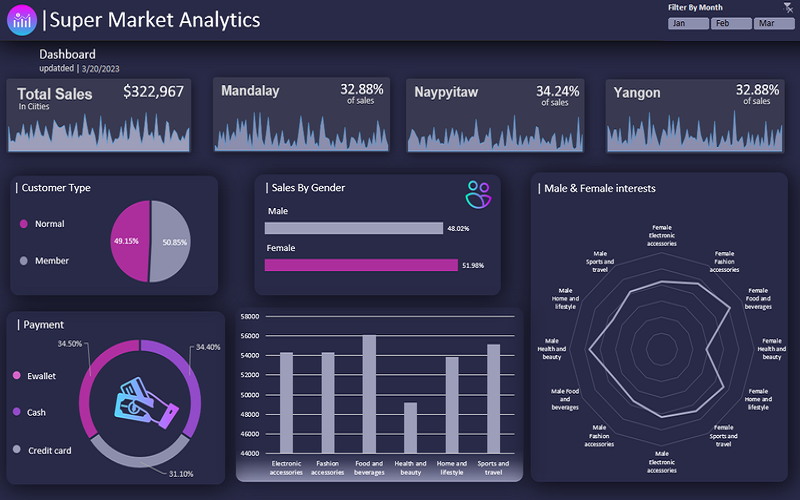 | Super Market Analytics
Filter By Month
Jan
Feb
Mar
Dashboard
updatded | 3/20/2023
Total Sales
$322,967
In Ciities
Mandalay
32.88%
of sales
Naypyitaw
34.24%
of sales
Yangon
32.88%
of sales
| Customer Type
Normal
Member
49.15%
50.85%
| Sales By Gender
Male
48.02%
Female
51.98%
| Male & Female interests
Female
Electronic
accessories
Female
Fashion
accessories
Female
Food and
beverages
Female
Health and
beauty
Female
Home and
lifestyle
Female
Sports and
travel
Male
Electronic
accessories
Male
Fashion
accessories
Male Food
and
beverages
Male
Health and
beauty
Male
Home and
lifestyle
Male
Sports and
travel
| Payment
34.50%
34.40%
31.10%
Ewallet
Cash
Credit card
58000
56000
54000
52000
50000
48000
46000
44000
Electronic
accessories
Fashion
accessories
Food and
beverages
Health and
beauty
Home and
lifestyle
Sports and
travel